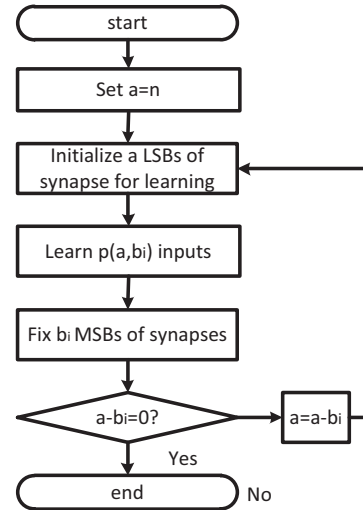 start
Set a=n
Initialize a LSBs of
synapse for learning
Learn p(a,bi) inputs
Fix bi MSBs of synapses
a-bi=0?
a=a-bi
Yes
end
No